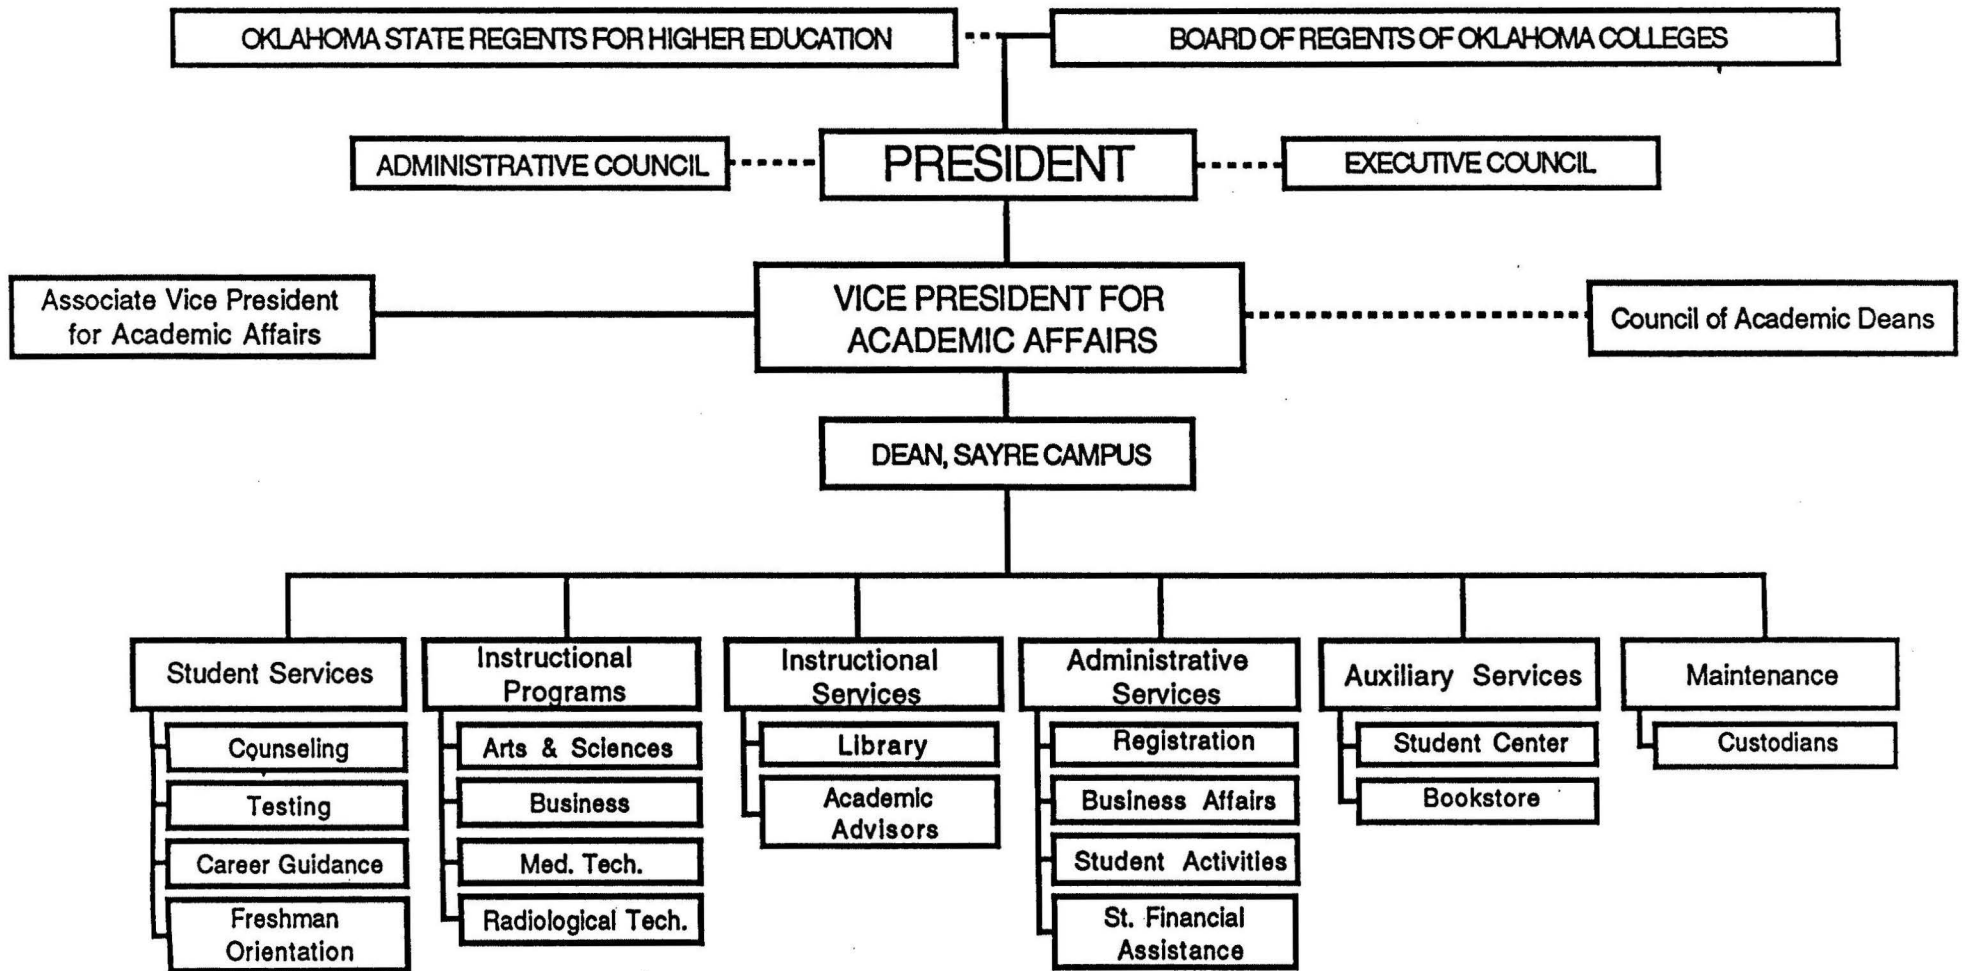 OKLAHOMA STATE REGENTS FOR HIGHER EDUCATION
BOARD OF REGENTS OF OKLAHOMA COLLEGES
ADMINISTRATIVE COUNCIL
PRESIDENT
EXECUTIVE COUNCIL
Associate Vice President
for Academic Affairs
VICE PRESIDENT FOR
ACADEMIC AFFAIRS
Council of Academic Deans
DEAN, SAYRE CAMPUS
Student Services
Counseling
Testing
Career Guidance
Freshman
Orientation
Instructional
Programs
Arts & Sciences
Business
Med. Tech.
Radiological Tech.
Instructional
Services
Library
Academic
Advisors
Administrative
Services
Registration
Business Affairs
Student Activities
St. Financial
Assistance
Auxiliary Services
Student Center
Bookstore
Maintenance
Custodians